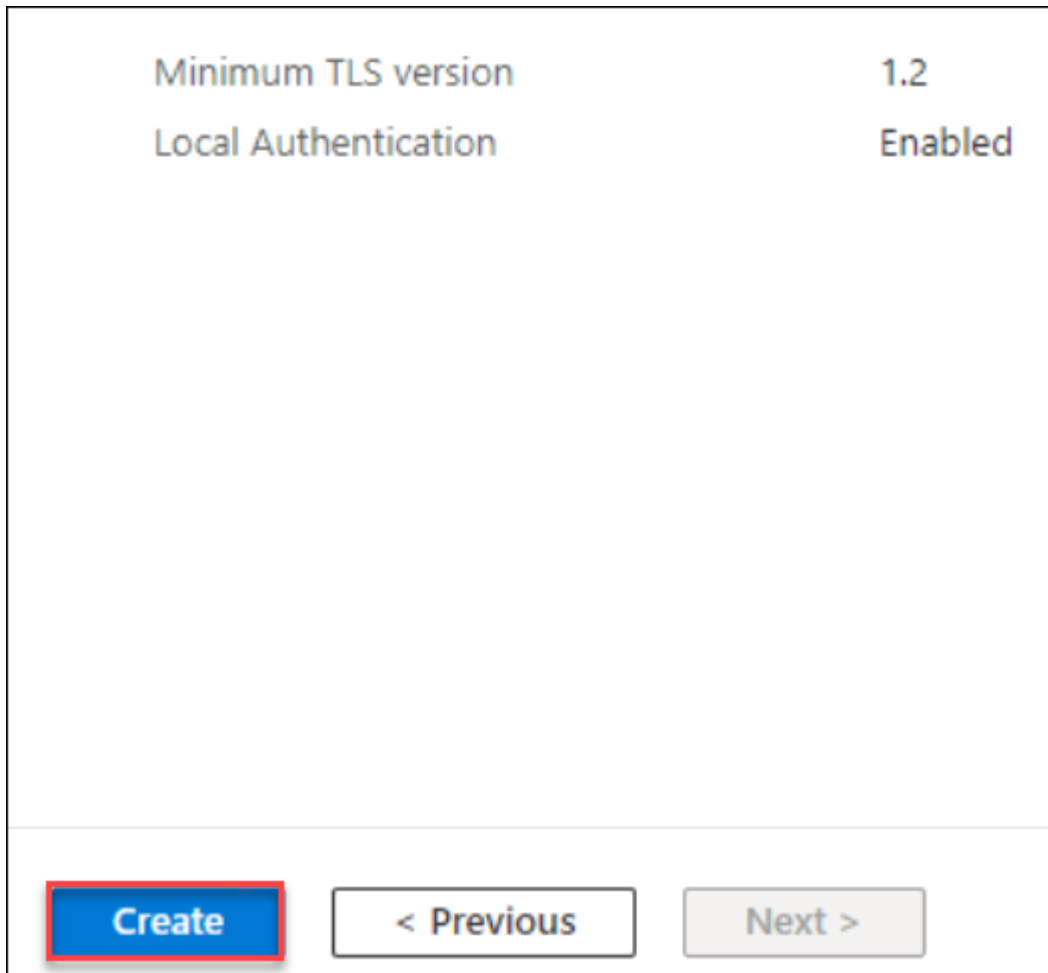 Minimum TLS version 1.2
Local Authentication Enabled
Create < Previous Next >